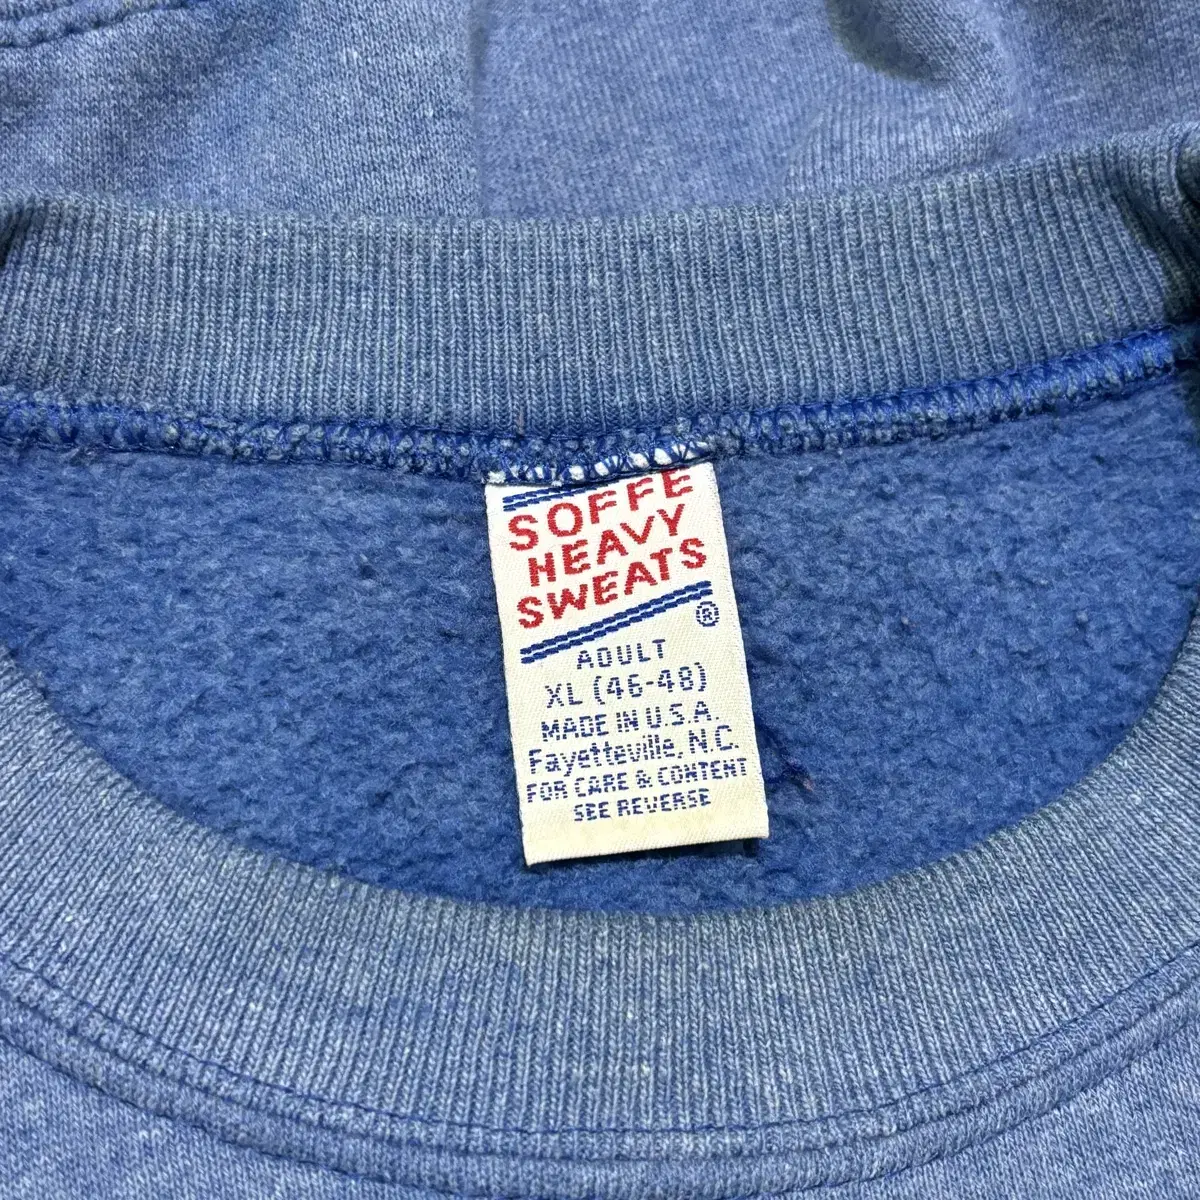 SOFFE
HEAVY
SWEATS
®
ADULT
XL (46-48)
MADE IN U.S.A.
Fayetteville, N.C.
FOR CARE & CONTENT
SEE REVERSE